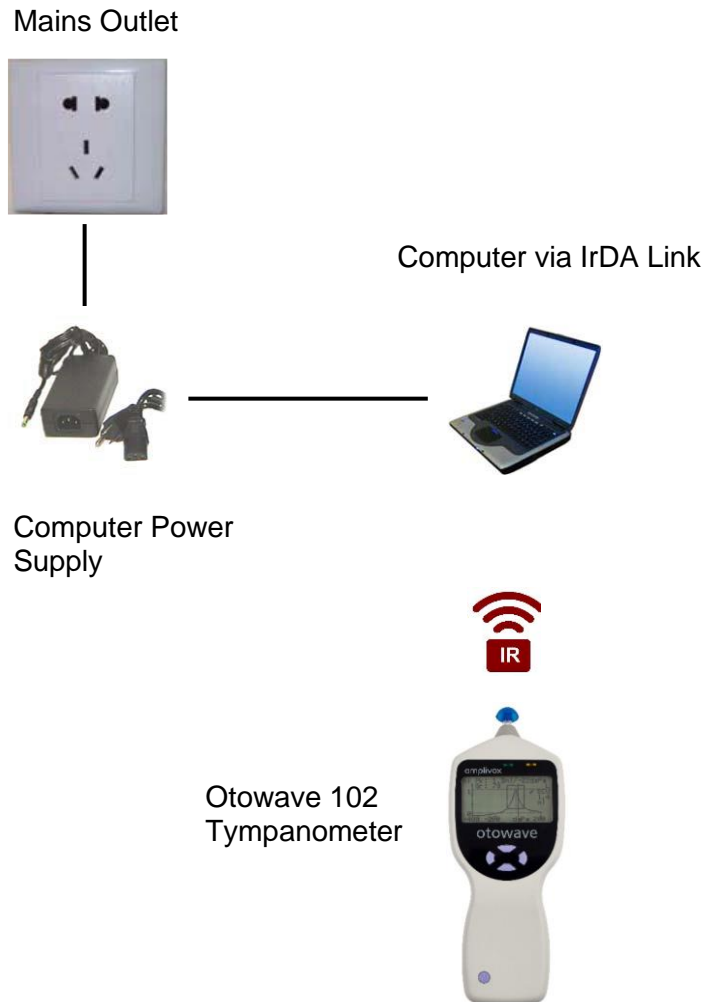 Mains Outlet
Computer via IrDA Link
Computer Power
Supply
IR
Otowave 102
Tympanometer
amplivox
otowave